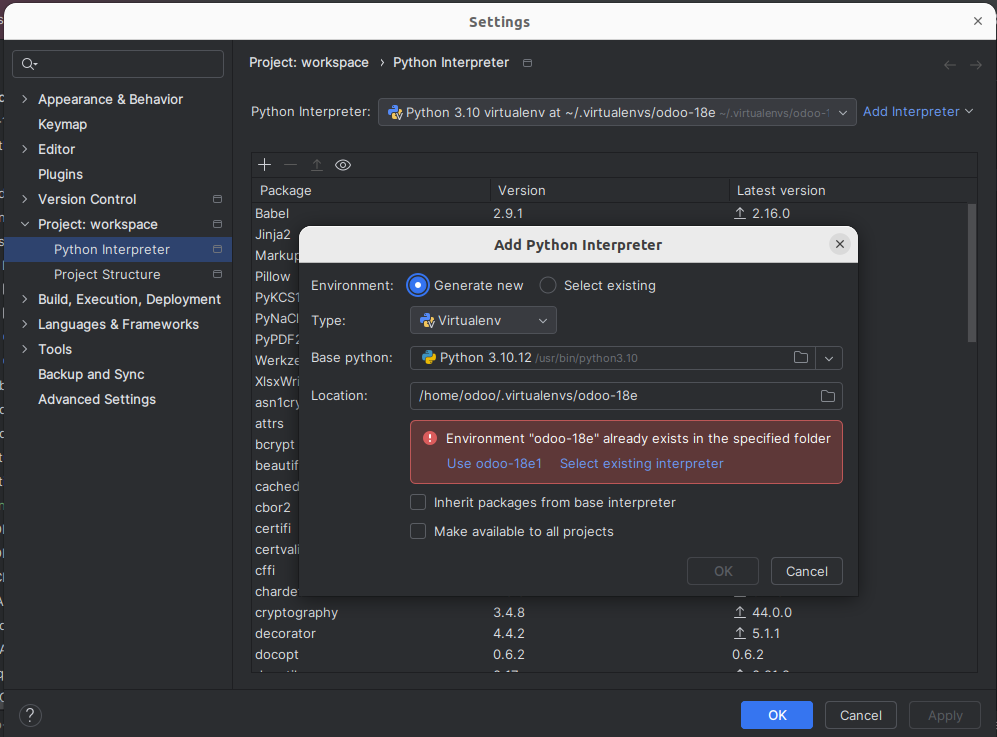 Settings
Project: workspace › Python Interpreter
Appearance & Behavior
Keymap
Editor
Plugins
Version Control
Project: workspace
Python Interpreter
Project Structure
Build, Execution, Deployment
Languages & Frameworks
Tools
Backup and Sync
Advanced Settings
Python Interpreter: Python 3.10 virtualenv at ~/.virtualenvs/odoo-18e ~/.virtualenvs/odoo-1 Add Interpreter
Package Version Latest version
Babel 2.9.1 2.16.0
Jinja2
Markup
Pillow
PyKCS1
PyNaCl
PyPDF2
Werkze
XlsxWri
asn1cry
attrs
bcrypt
beautif
cached
cbor2
certifi
certvali
cffi
charde
cryptography 3.4.8 44.0.0
decorator 4.4.2 5.1.1
docopt 0.6.2 0.6.2
Add Python Interpreter
Environment: Generate new Select existing
Type: Virtualenv
Base python: Python 3.10.12 /usr/bin/python3.10
Location: /home/odoo/.virtualenvs/odoo-18e
Environment "odoo-18e" already exists in the specified folder
Use odoo-18e1 Select existing interpreter
Inherit packages from base interpreter
Make available to all projects
OK Cancel
? OK Cancel Apply